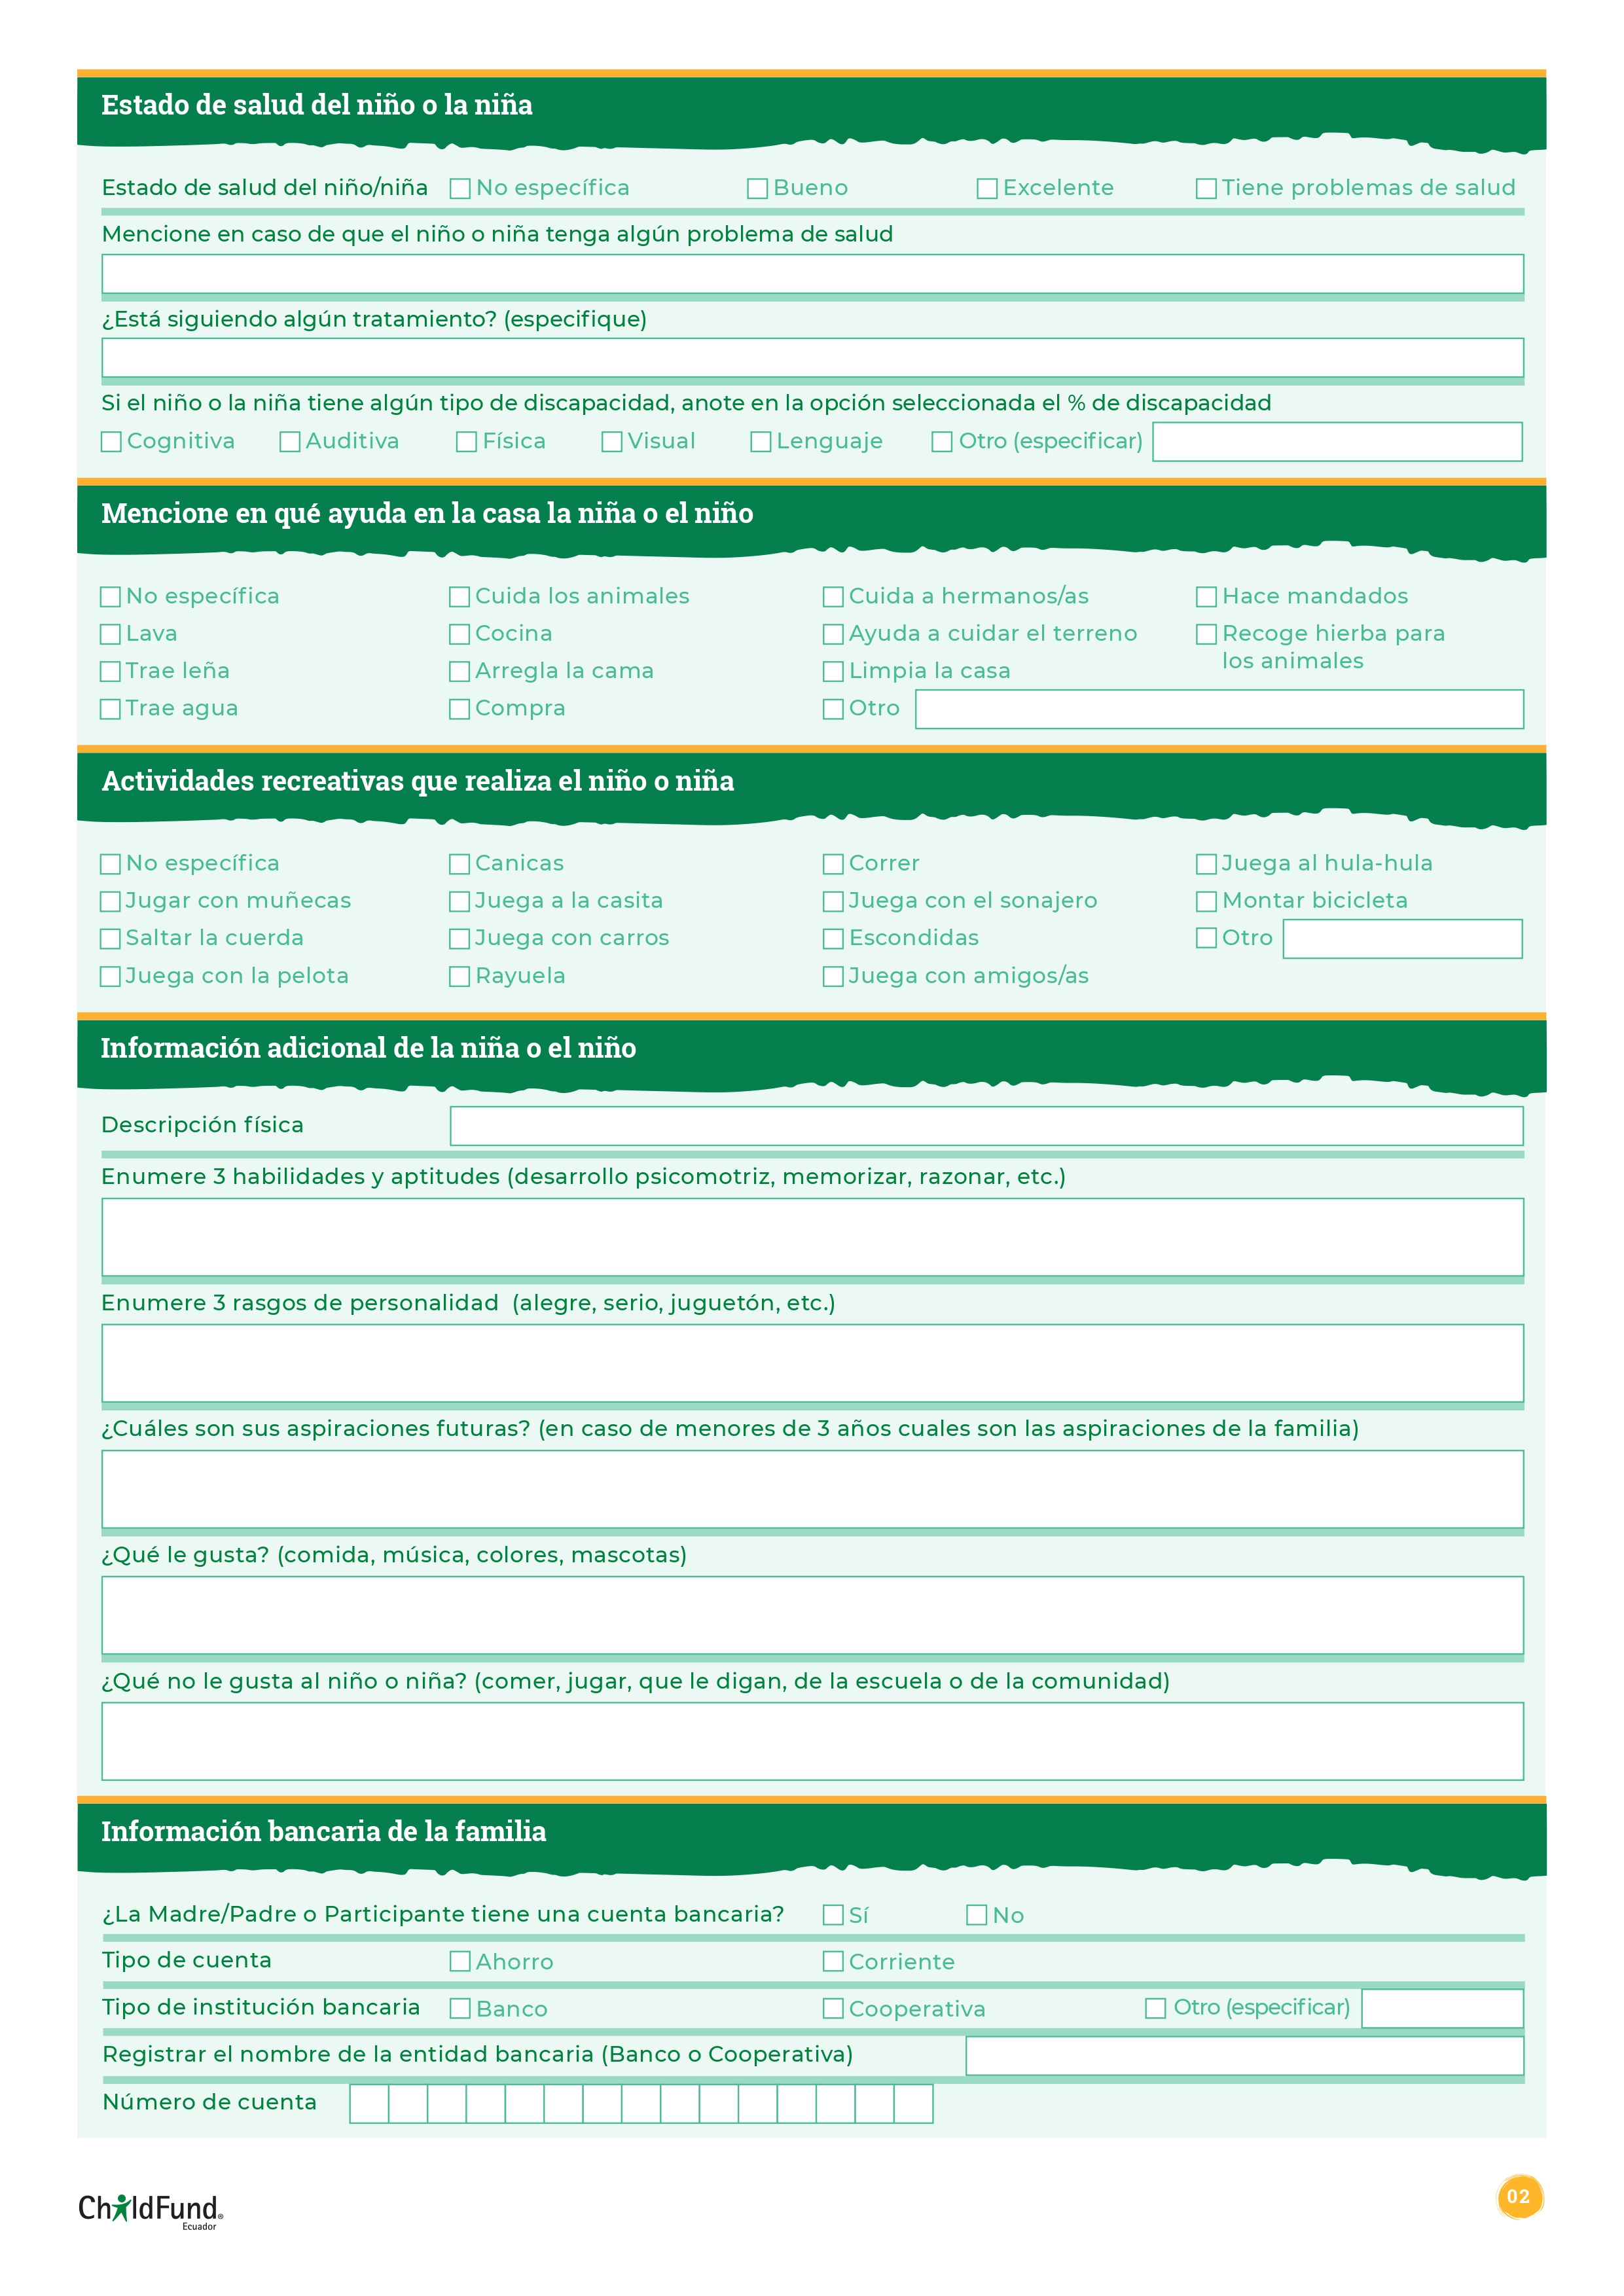 Estado de salud del niño o la niña
Estado de salud del niño/niña No específica Bueno Excelente Tiene problemas de salud
Mencione en caso de que el niño o niña tenga algún problema de salud
¿Está siguiendo algún tratamiento? (especifique)
Si el niño o la niña tiene algún tipo de discapacidad, anote en la opción seleccionada el % de discapacidad
Cognitiva Auditiva Física Visual Lenguaje Otro (especificar)
Mencione en qué ayuda en la casa la niña o el niño
No específica Cuida los animales Cuida a hermanos/as Hace mandados
Lava Cocina Ayuda a cuidar el terreno Recoge hierba para
los animales
Trae leña Arregla la cama Limpia la casa
Trae agua Compra Otro
Actividades recreativas que realiza el niño o niña
No específica Canicas Correr Juega al hula-hula
Jugar con muñecas Juega a la casita Juega con el sonajero Montar bicicleta
Saltar la cuerda Juega con carros Escondidas Otro
Juega con la pelota Rayuela Juega con amigos/as
Información adicional de la niña o el niño
Descripción física
Enumere 3 habilidades y aptitudes (desarrollo psicomotriz, memorizar, razonar, etc.)
Enumere 3 rasgos de personalidad (alegre, serio, juguetón, etc.)
¿Cuáles son sus aspiraciones futuras? (en caso de menores de 3 años cuales son las aspiraciones de la familia)
¿Qué le gusta? (comida, música, colores, mascotas)
¿Qué no le gusta al niño o niña? (comer, jugar, que le digan, de la escuela o de la comunidad)
Información bancaria de la familia
¿La Madre/Padre o Participante tiene una cuenta bancaria? Sí No
Tipo de cuenta Ahorro Corriente
Tipo de institución bancaria Banco Cooperativa Otro (especificar)
Registrar el nombre de la entidad bancaria (Banco o Cooperativa)
Número de cuenta
ChildFund®
Ecuador
02